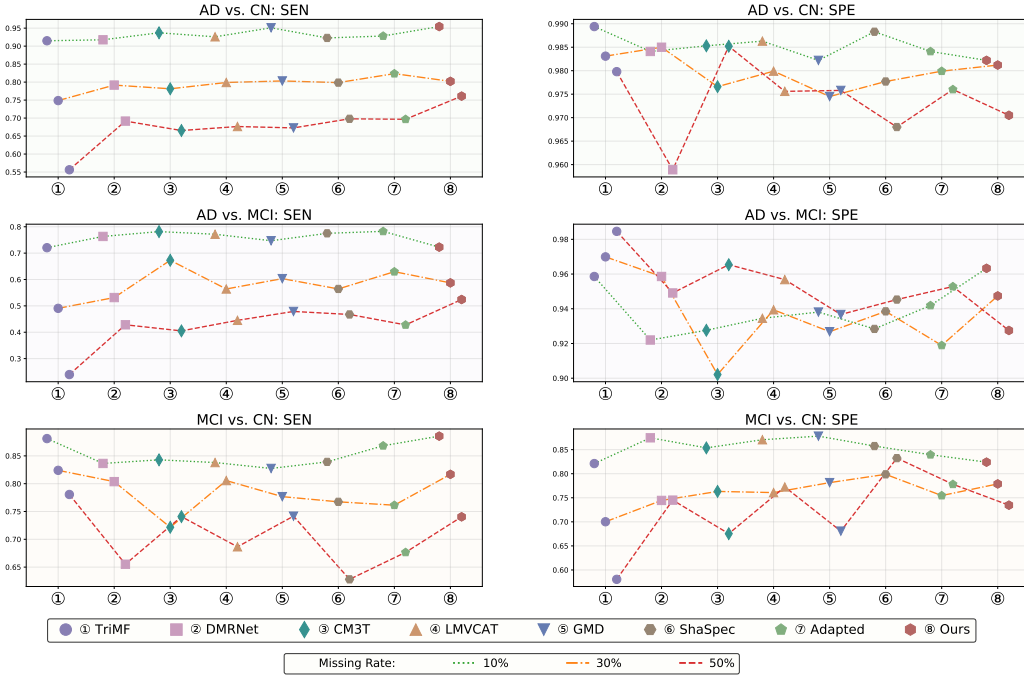 AD vs. CN: SEN
0.95
0.90
0.85
0.80
0.75
0.70
0.65
0.60
0.55
① ② ③ ④ ⑤ ⑥ ⑦ ⑧
AD vs. CN: SPE
0.990
0.985
0.980
0.975
0.970
0.965
0.960
① ② ③ ④ ⑤ ⑥ ⑦ ⑧
AD vs. MCI: SEN
0.8
0.7
0.6
0.5
0.4
0.3
① ② ③ ④ ⑤ ⑥ ⑦ ⑧
AD vs. MCI: SPE
0.98
0.96
0.94
0.92
0.90
① ② ③ ④ ⑤ ⑥ ⑦ ⑧
MCI vs. CN: SEN
0.85
0.80
0.75
0.70
0.65
① ② ③ ④ ⑤ ⑥ ⑦ ⑧
MCI vs. CN: SPE
0.85
0.80
0.75
0.70
0.65
0.60
① ② ③ ④ ⑤ ⑥ ⑦ ⑧
① TriMF ② DMRNet ③ CM3T ④ LMVCAT ⑤ GMD ⑥ ShaSpec ⑦ Adapted ⑧ Ours
Missing Rate: 10% 30% 50%